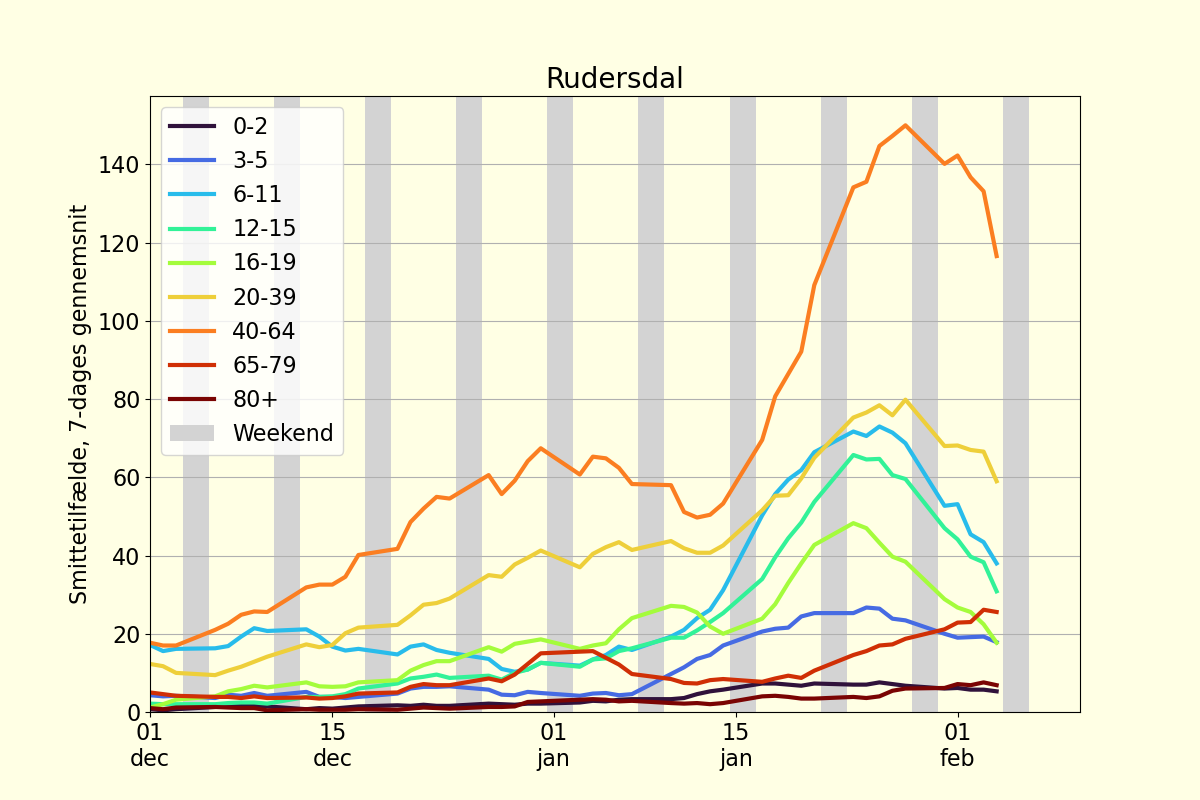 Rudersdal
Smittetilfælde, 7-dages gennemsnit
140
120
100
80
60
40
20
0
0-2
3-5
6-11
12-15
16-19
20-39
40-64
65-79
80+
Weekend
01
dec
15
dec
01
jan
15
jan
01
feb